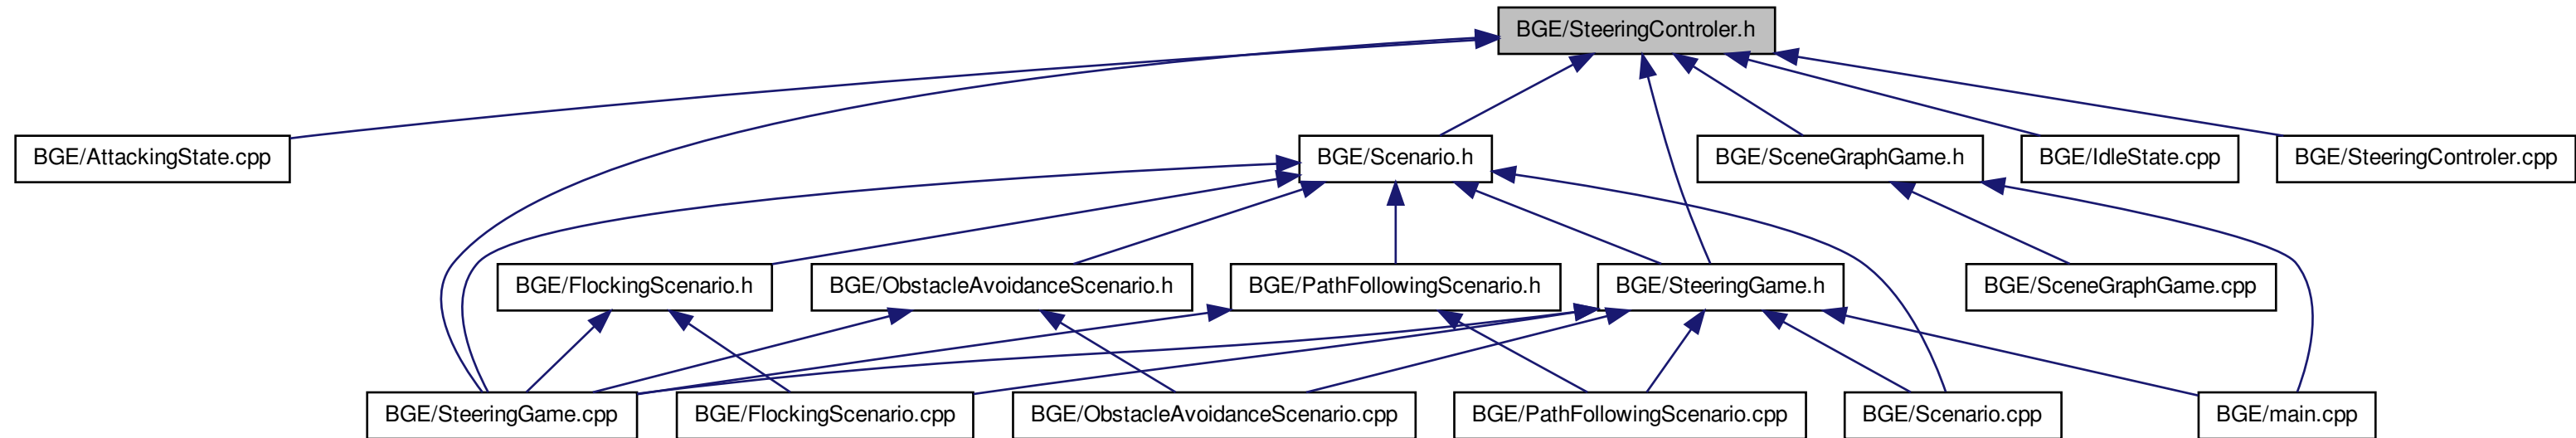 BGE/SteeringControler.h
BGE/AttackingState.cpp
BGE/Scenario.h
BGE/SceneGraphGame.h
BGE/IdleState.cpp
BGE/SteeringControler.cpp
BGE/FlockingScenario.h
BGE/ObstacleAvoidanceScenario.h
BGE/PathFollowingScenario.h
BGE/SteeringGame.h
BGE/SceneGraphGame.cpp
BGE/SteeringGame.cpp
BGE/FlockingScenario.cpp
BGE/ObstacleAvoidanceScenario.cpp
BGE/PathFollowingScenario.cpp
BGE/Scenario.cpp
BGE/main.cpp